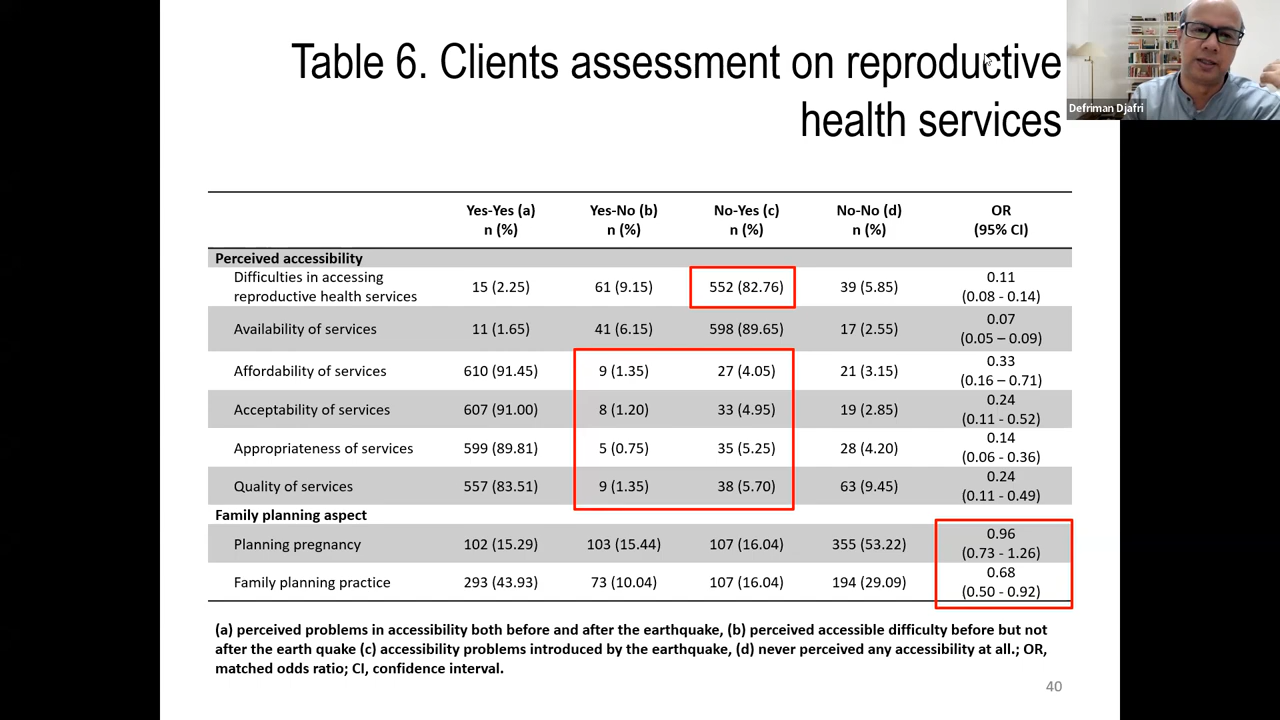 Table 6. Clients assessment on reproductive
health services
Defriman Djafri
Yes-Yes (a) Yes-No (b) No-Yes (c) No-No (d) OR
n (%) n (%) n (%) n (%) (95% CI)
Perceived accessibility
Difficulties in accessing
reproductive health services 15 (2.25) 61 (9.15) 552 (82.76) 39 (5.85) 0.11
(0.08 - 0.14)
Availability of services 11 (1.65) 41 (6.15) 598 (89.65) 17 (2.55) 0.07
(0.05 – 0.09)
Affordability of services 610 (91.45) 9 (1.35) 27 (4.05) 21 (3.15) 0.33
(0.16 – 0.71)
Acceptability of services 607 (91.00) 8 (1.20) 33 (4.95) 19 (2.85) 0.24
(0.11 - 0.52)
Appropriateness of services 599 (89.81) 5 (0.75) 35 (5.25) 28 (4.20) 0.14
(0.06 - 0.36)
Quality of services 557 (83.51) 9 (1.35) 38 (5.70) 63 (9.45) 0.24
(0.11 - 0.49)
Family planning aspect
Planning pregnancy 102 (15.29) 103 (15.44) 107 (16.04) 355 (53.22) 0.96
(0.73 - 1.26)
Family planning practice 293 (43.93) 73 (10.04) 107 (16.04) 194 (29.09) 0.68
(0.50 - 0.92)
(a) perceived problems in accessibility both before and after the earthquake, (b) perceived accessible difficulty before but not
after the earth quake (c) accessibility problems introduced by the earthquake, (d) never perceived any accessibility at all.; OR,
matched odds ratio; CI, confidence interval.
40